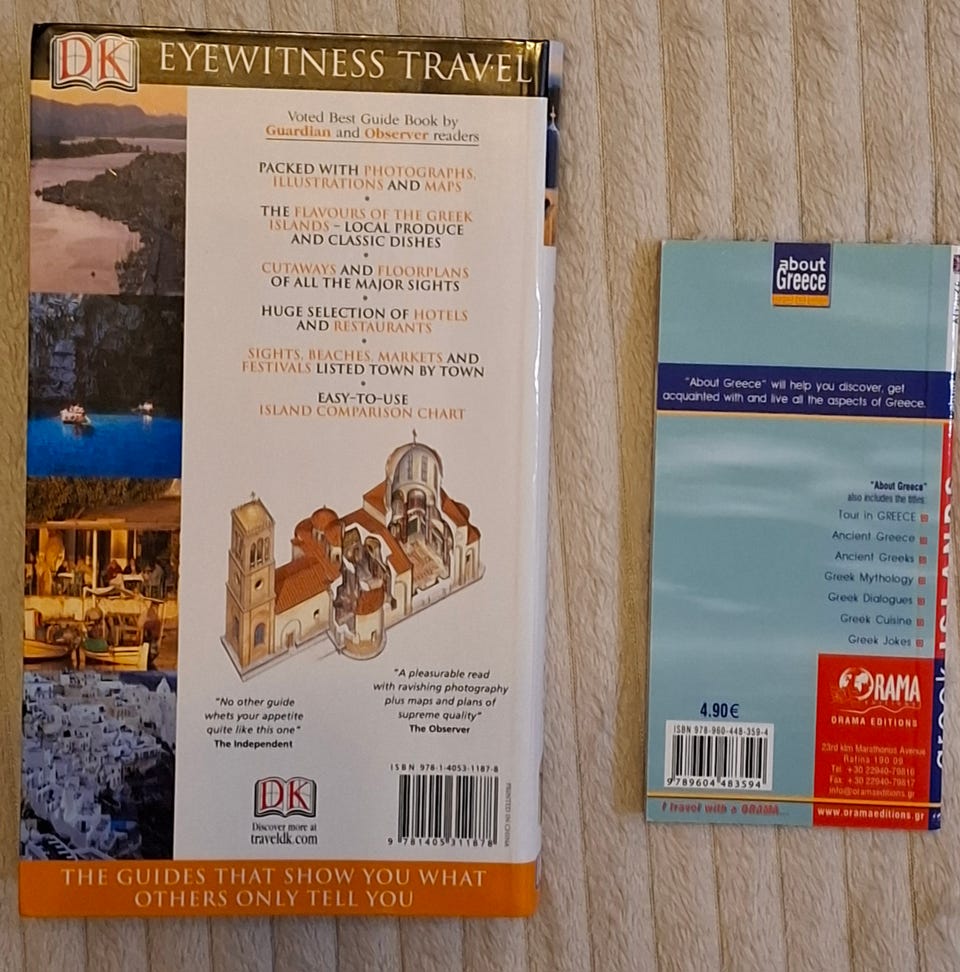 DK EYEWITNESS TRAVEL
Voted Best Guide Book by
Guardian and Observer readers
PACKED WITH PHOTOGRAPHS,
ILLUSTRATIONS AND MAPS
•
THE FLAVOURS OF THE GREEK
ISLANDS – LOCAL PRODUCE
AND CLASSIC DISHES
•
CUTAWAYS AND FLOORPLANS
OF ALL THE MAJOR SIGHTS
•
HUGE SELECTION OF HOTELS
AND RESTAURANTS
•
SIGHTS, BEACHES, MARKETS AND
FESTIVALS LISTED TOWN BY TOWN
•
EASY-TO-USE
ISLAND COMPARISON CHART
"No other guide
whets your appetite
quite like this one"
The Independent
"A pleasurable read
with ravishing photography
plus maps and plans of
supreme quality"
The Observer
DK
Discover more at
traveldk.com
ISBN 978-1-4053-1187-8
9 781405 311878
PRINTED IN CHINA
THE GUIDES THAT SHOW YOU WHAT
OTHERS ONLY TELL YOU
about
Greece
"About Greece" will help you discover, get
acquainted with and live all the aspects of Greece.
"About Greece"
also includes the titles:
Tour in GREECE
Ancient Greece
Ancient Greeks
Greek Mythology
Greek Dialogues
Greek Cuisine
Greek Jokes
4.90€
ISBN 978-960-448-359-4
9 789604 483594
I travel with a ORAMA...
ORAMA
ORAMA EDITIONS
23rd klm Marathonos Avenue
Rafina 190 09
Tel. +30 22940-79816
Fax. +30 22940-79817
info@oramaeditions.gr
www.oramaeditions.gr